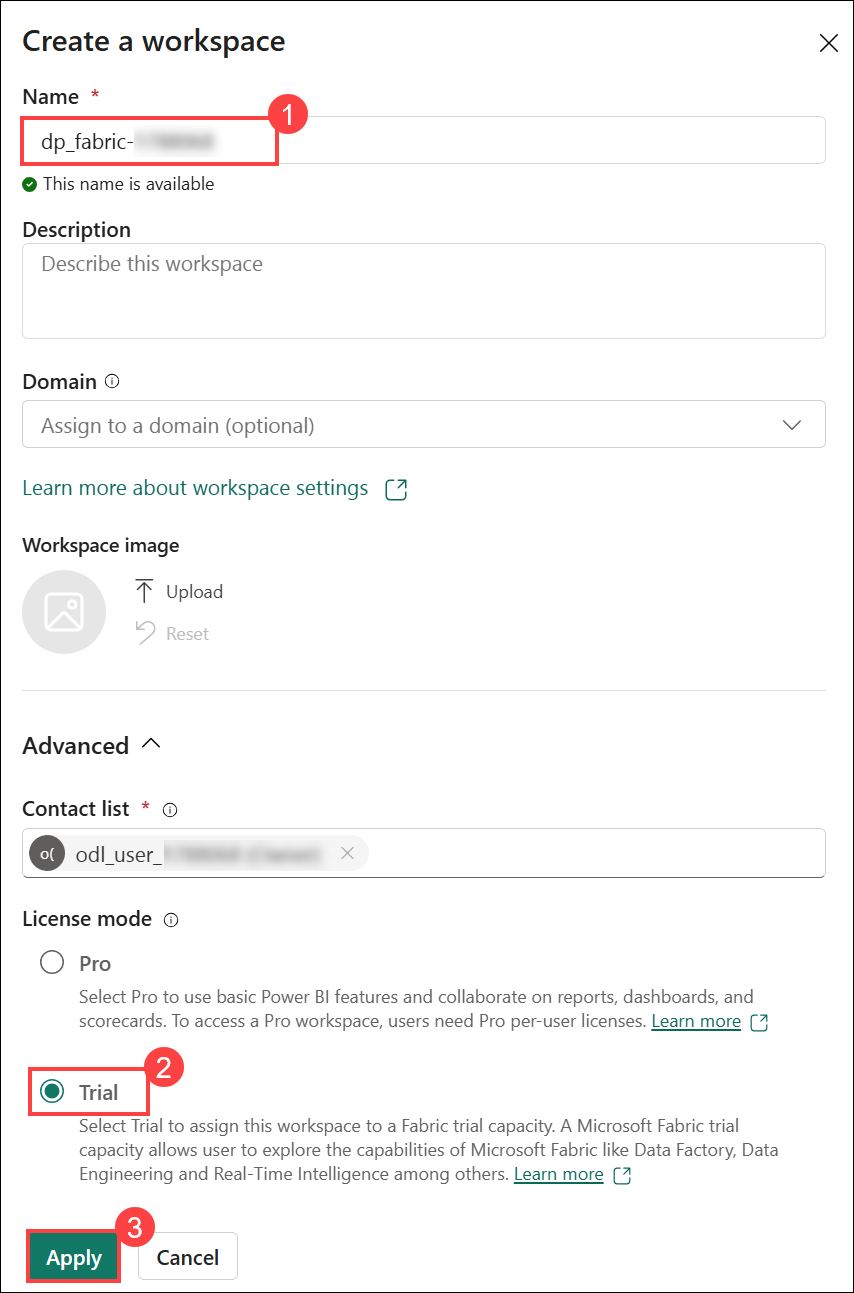 Create a workspace
Name *
1
dp_fabric-
This name is available
Description
Describe this workspace
Domain
Assign to a domain (optional)
Learn more about workspace settings
Workspace image
Upload
Reset
Advanced
Contact list *
o( odl_user_
License mode
Pro
Select Pro to use basic Power BI features and collaborate on reports, dashboards, and
scorecards. To access a Pro workspace, users need Pro per-user licenses. Learn more
2
Trial
Select Trial to assign this workspace to a Fabric trial capacity. A Microsoft Fabric trial
capacity allows user to explore the capabilities of Microsoft Fabric like Data Factory, Data
Engineering and Real-Time Intelligence among others. Learn more
3
Apply Cancel